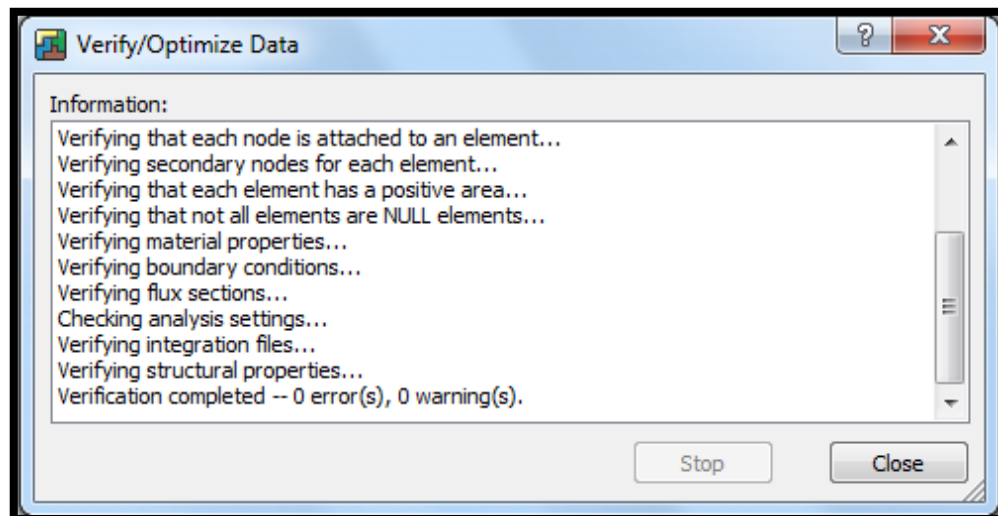 Verify/Optimize Data
Information:
Verifying that each node is attached to an element...
Verifying secondary nodes for each element...
Verifying that each element has a positive area...
Verifying that not all elements are NULL elements...
Verifying material properties...
Verifying boundary conditions...
Verifying flux sections...
Checking analysis settings...
Verifying integration files...
Verifying structural properties...
Verification completed -- 0 error(s), 0 warning(s).
Stop
Close